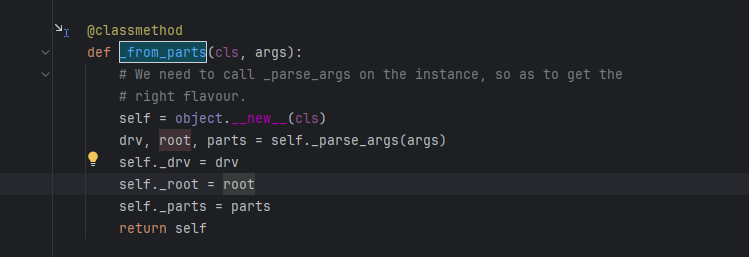 @classmethod
def _from_parts(cls, args):
# We need to call _parse_args on the instance, so as to get the
# right flavour.
self = object.__new__(cls)
drv, root, parts = self._parse_args(args)
self._drv = drv
self._root = root
self._parts = parts
return self